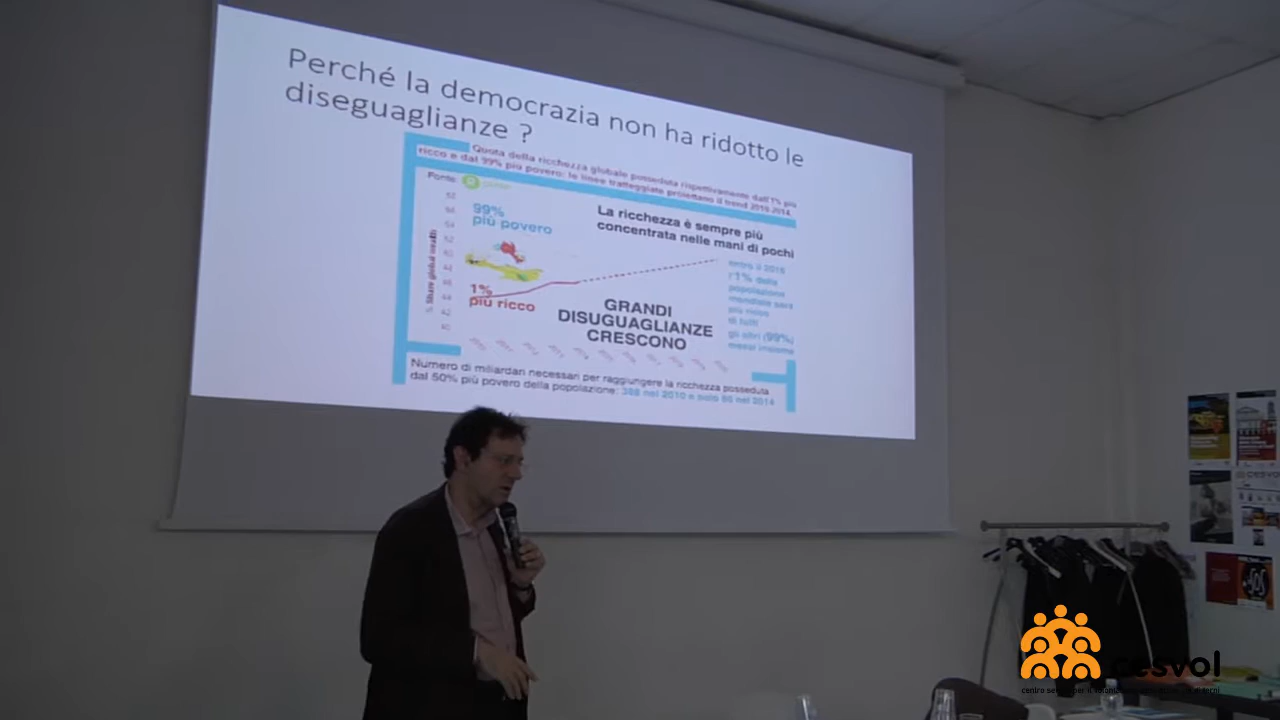 Perché la democrazia non ha ridotto le
diseguaglianze ?
Quota della ricchezza globale posseduta rispettivamente dall'1% più
ricco e dal 99% più povero: le linee tratteggiate proiettano il trend 2010-2014.
Fonte:
99%
più povero
La ricchezza è sempre più
concentrata nelle mani di pochi
% Share global wealth
1%
più ricco
GRANDI
DISUGUAGLIANZE
CRESCONO
entro il 2016
l'1% della
popolazione
mondiale sarà
più ricco
di tutti
gli altri (99%)
messi insieme
Numero di miliardari necessari per raggiungere la ricchezza posseduta
dal 50% più povero della popolazione: 388 nel 2010 e solo 80 nel 2014
cesvol